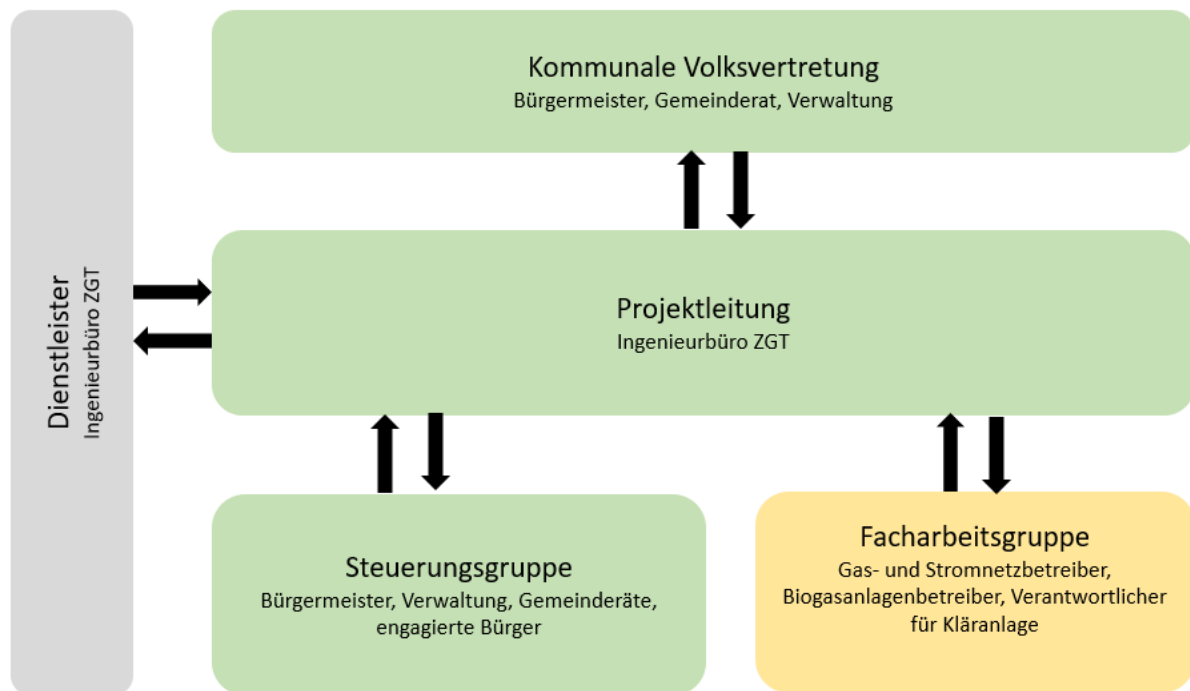 Kommunale Volksvertretung
Bürgermeister, Gemeinderat, Verwaltung
Dienstleister
Ingenieurbüro ZGT
Projektleitung
Ingenieurbüro ZGT
Steuerungsgruppe
Bürgermeister, Verwaltung, Gemeinderäte,
engagierte Bürger
Facharbeitsgruppe
Gas- und Stromnetzbetreiber,
Biogasanlagenbetreiber, Verantwortlicher
für Kläranlage